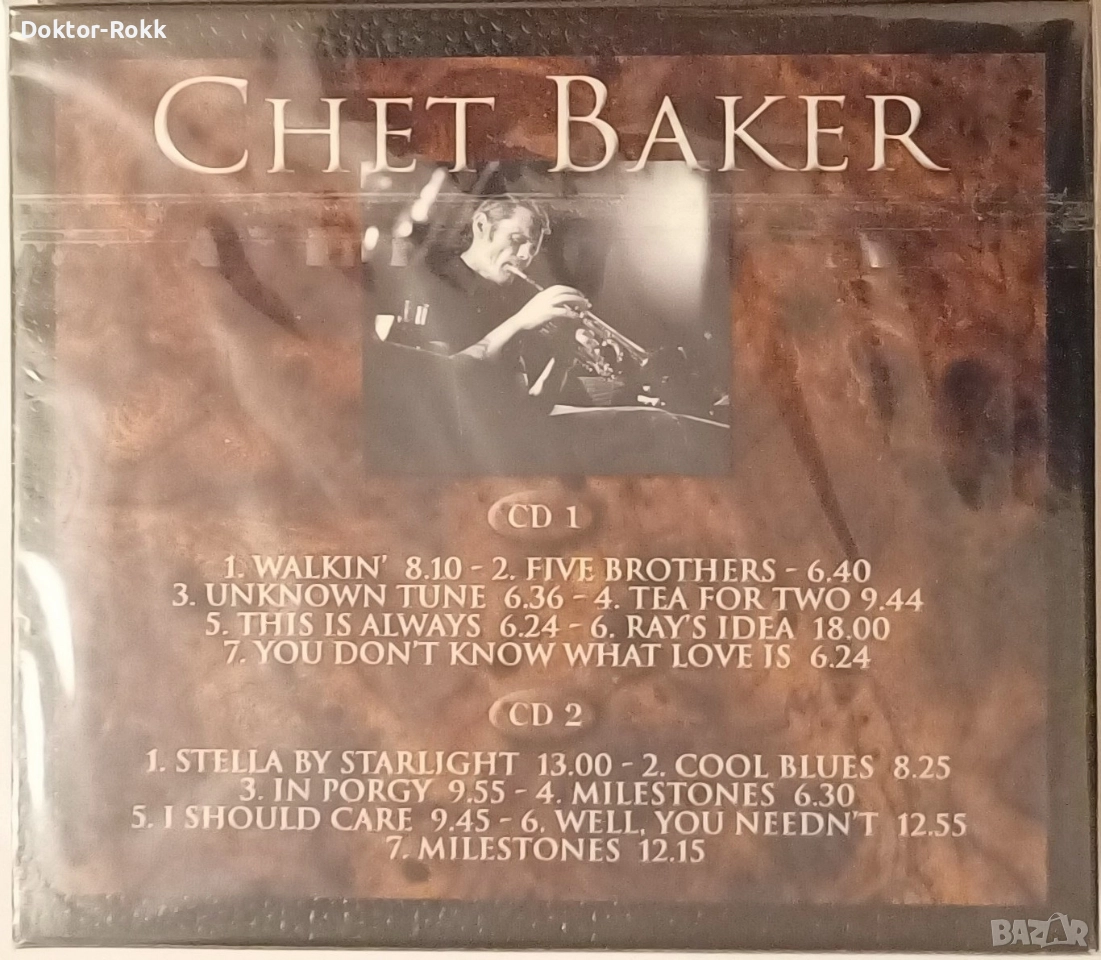 Doktor-Rokk
CHET BAKER
CD 1
1. WALKIN' 8.10 - 2. FIVE BROTHERS - 6.40
3. UNKNOWN TUNE 6.36 - 4. TEA FOR TWO 9.44
5. THIS IS ALWAYS 6.24 - 6. RAY'S IDEA 18.00
7. YOU DON'T KNOW WHAT LOVE IS 6.24
CD 2
1. STELLA BY STARLIGHT 13.00 - 2. COOL BLUES 8.25
3. IN PORGY 9.55 - 4. MILESTONES 6.30
5. I SHOULD CARE 9.45 - 6. WELL, YOU NEEDN'T 12.55
7. MILESTONES 12.15
BAZAR